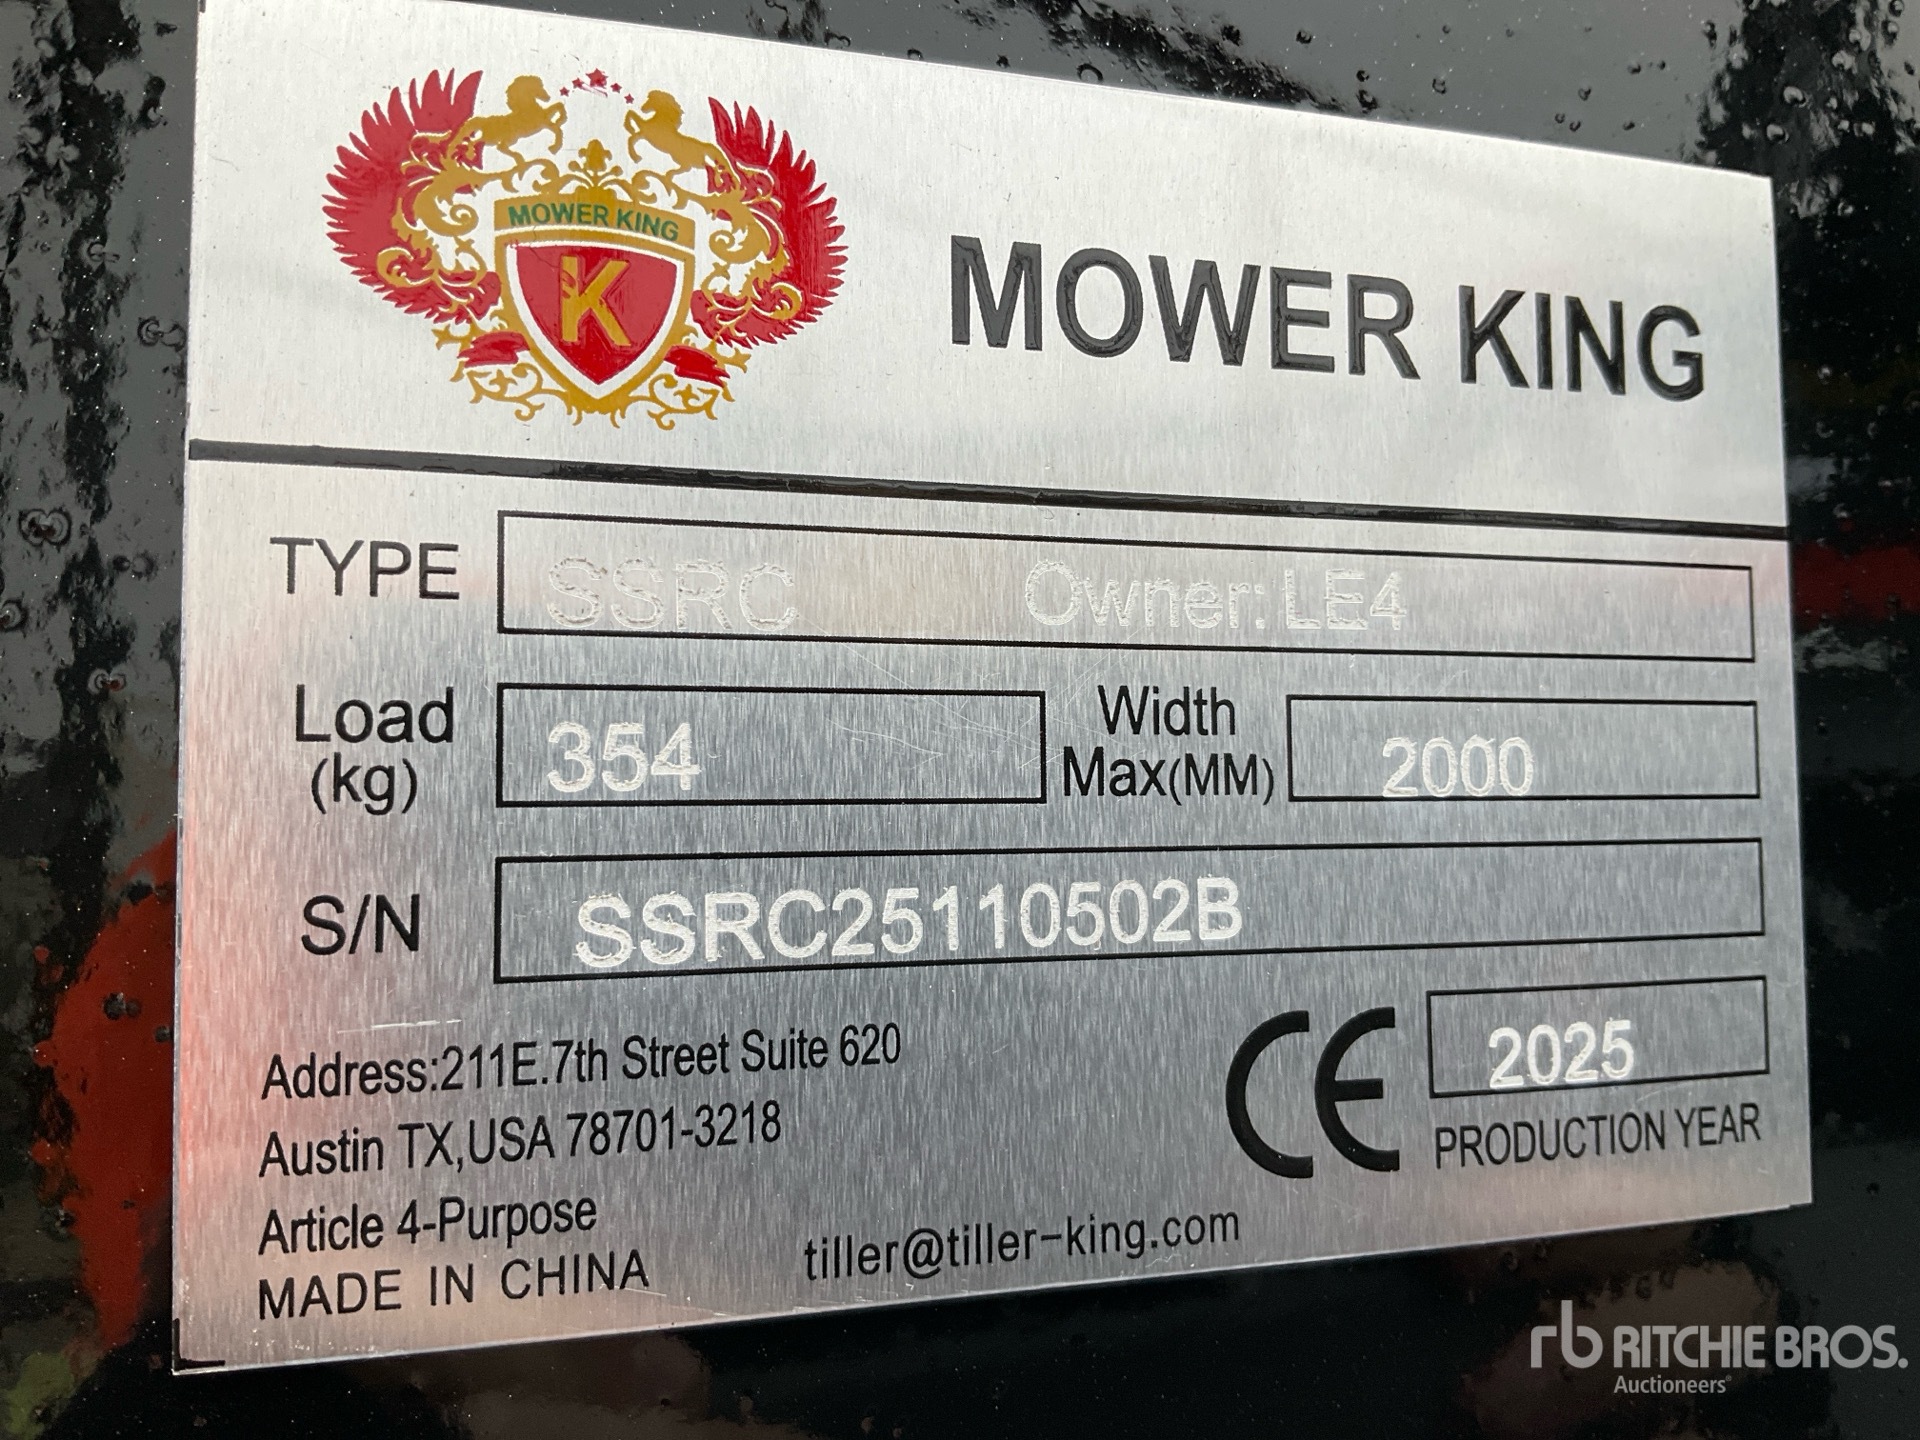 MOWER KING
K
MOWER KING
TYPE SSRC Owner: LE4
Load (kg) 354 Width Max(MM) 2000
S/N SSRC25110502B
Address:211E.7th Street Suite 620
Austin TX,USA 78701-3218
Article 4-Purpose
MADE IN CHINA
tiller@tiller-king.com
CE 2025
PRODUCTION YEAR
rb RITCHIE BROS.
Auctioneers